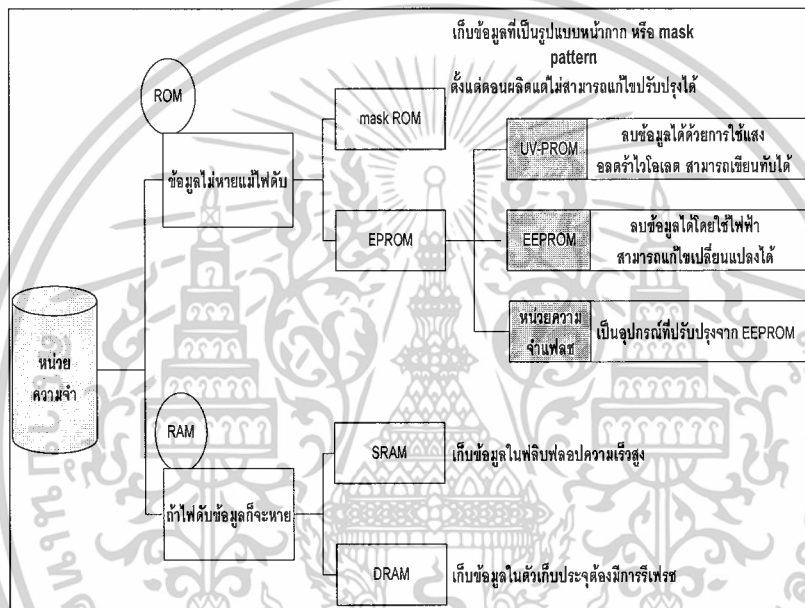 เก็บข้อมูลที่เป็นรูปแบบหน้ากาก หรือ mask
pattern
ตั้งแต่ตอนผลิตแต่ไม่สามารถแก้ไขปรับปรุงได้
ROM
mask ROM
ข้อมูลไม่หายแม้ไฟดับ
UV-PROM
ลบข้อมูลได้ด้วยการใช้แสง
อลตร้าไวโอเลต สามารถเขียนทับได้
EPROM
EEPROM
ลบข้อมูลได้โดยใช้ไฟฟ้า
สามารถแก้ไขเปลี่ยนแปลงได้
หน่วยความ
จำแฟลช
เป็นอุปกรณ์ที่ปรับปรุงจาก EEPROM
หน่วย
ความจำ
RAM
SRAM
เก็บข้อมูลในฟลิบฟลอปความเร็วสูง
ถ้าไฟดับข้อมูลก็จะหาย
DRAM
เก็บข้อมูลในตัวเก็บประจุต้องมีการรีเฟรช